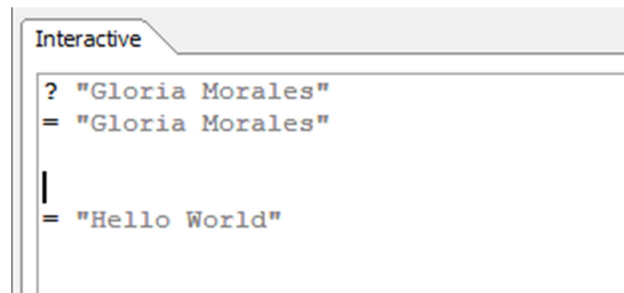 Interactive
? "Gloria Morales"
= "Gloria Morales"
= "Hello World"